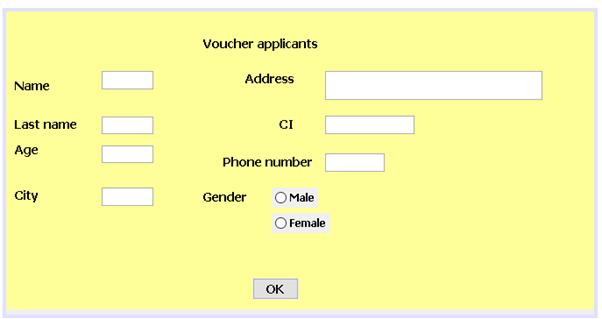 Voucher applicants
Name
Address
Last name
CI
Age
Phone number
City
Gender
Male
Female
OK